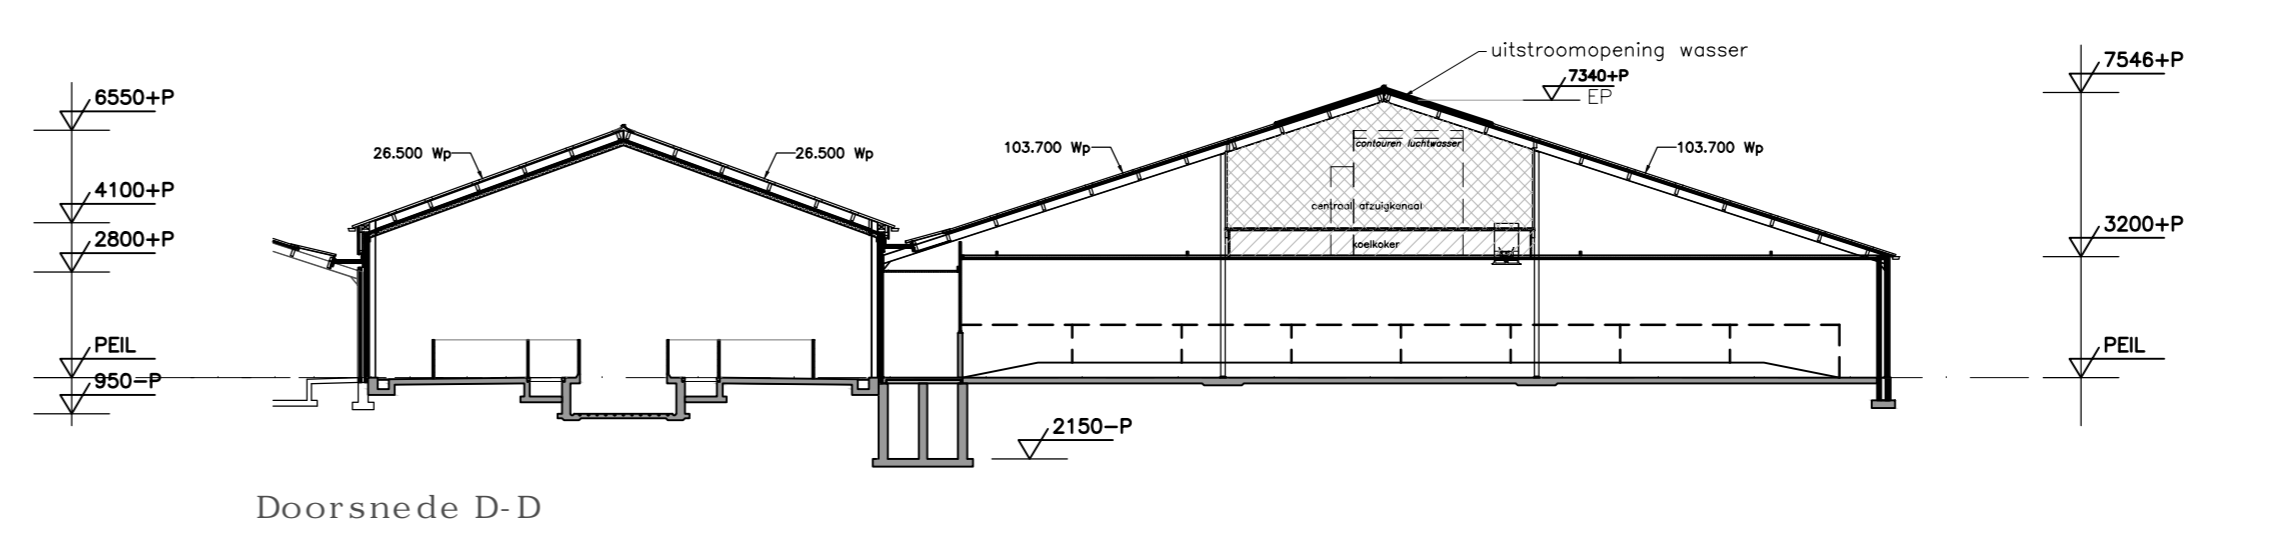 uitstroomopening wasser
7546+P
7340+P
EP
6550+P
26.500 Wp
26.500 Wp
103.700 Wp
103.700 Wp
contouren luchtwasser
4100+P
centraal afzuigkanaal
3200+P
2800+P
koelkoker
PEIL
PEIL
950-P
2150-P
Doorsnede D-D